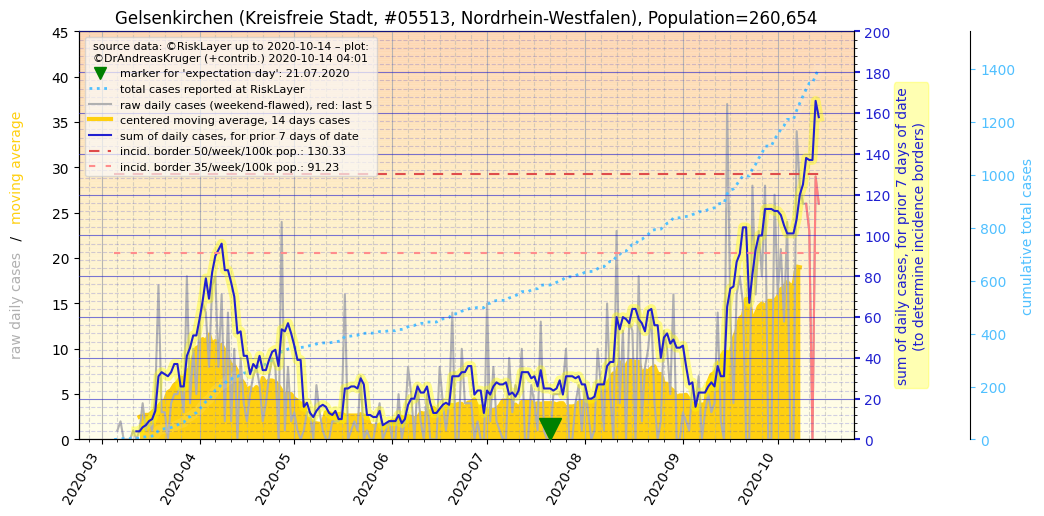 Gelsenkirchen (Kreisfreie Stadt, #05513, Nordrhein-Westfalen), Population=260,654
source data: ©RiskLayer up to 2020-10-14 – plot:
©DrAndreasKruger (+contrib.) 2020-10-14 04:01
marker for 'expectation day': 21.07.2020
total cases reported at RiskLayer
raw daily cases (weekend-flawed), red: last 5
centered moving average, 14 days cases
sum of daily cases, for prior 7 days of date
incid. border 50/week/100k pop.: 130.33
incid. border 35/week/100k pop.: 91.23
raw daily cases / moving average
45
40
35
30
25
20
15
10
5
0
2020-03
2020-04
2020-05
2020-06
2020-07
2020-08
2020-09
2020-10
200
180
160
140
120
100
80
60
40
20
0
sum of daily cases, for prior 7 days of date
(to determine incidence borders)
1400
1200
1000
800
600
400
200
0
cumulative total cases